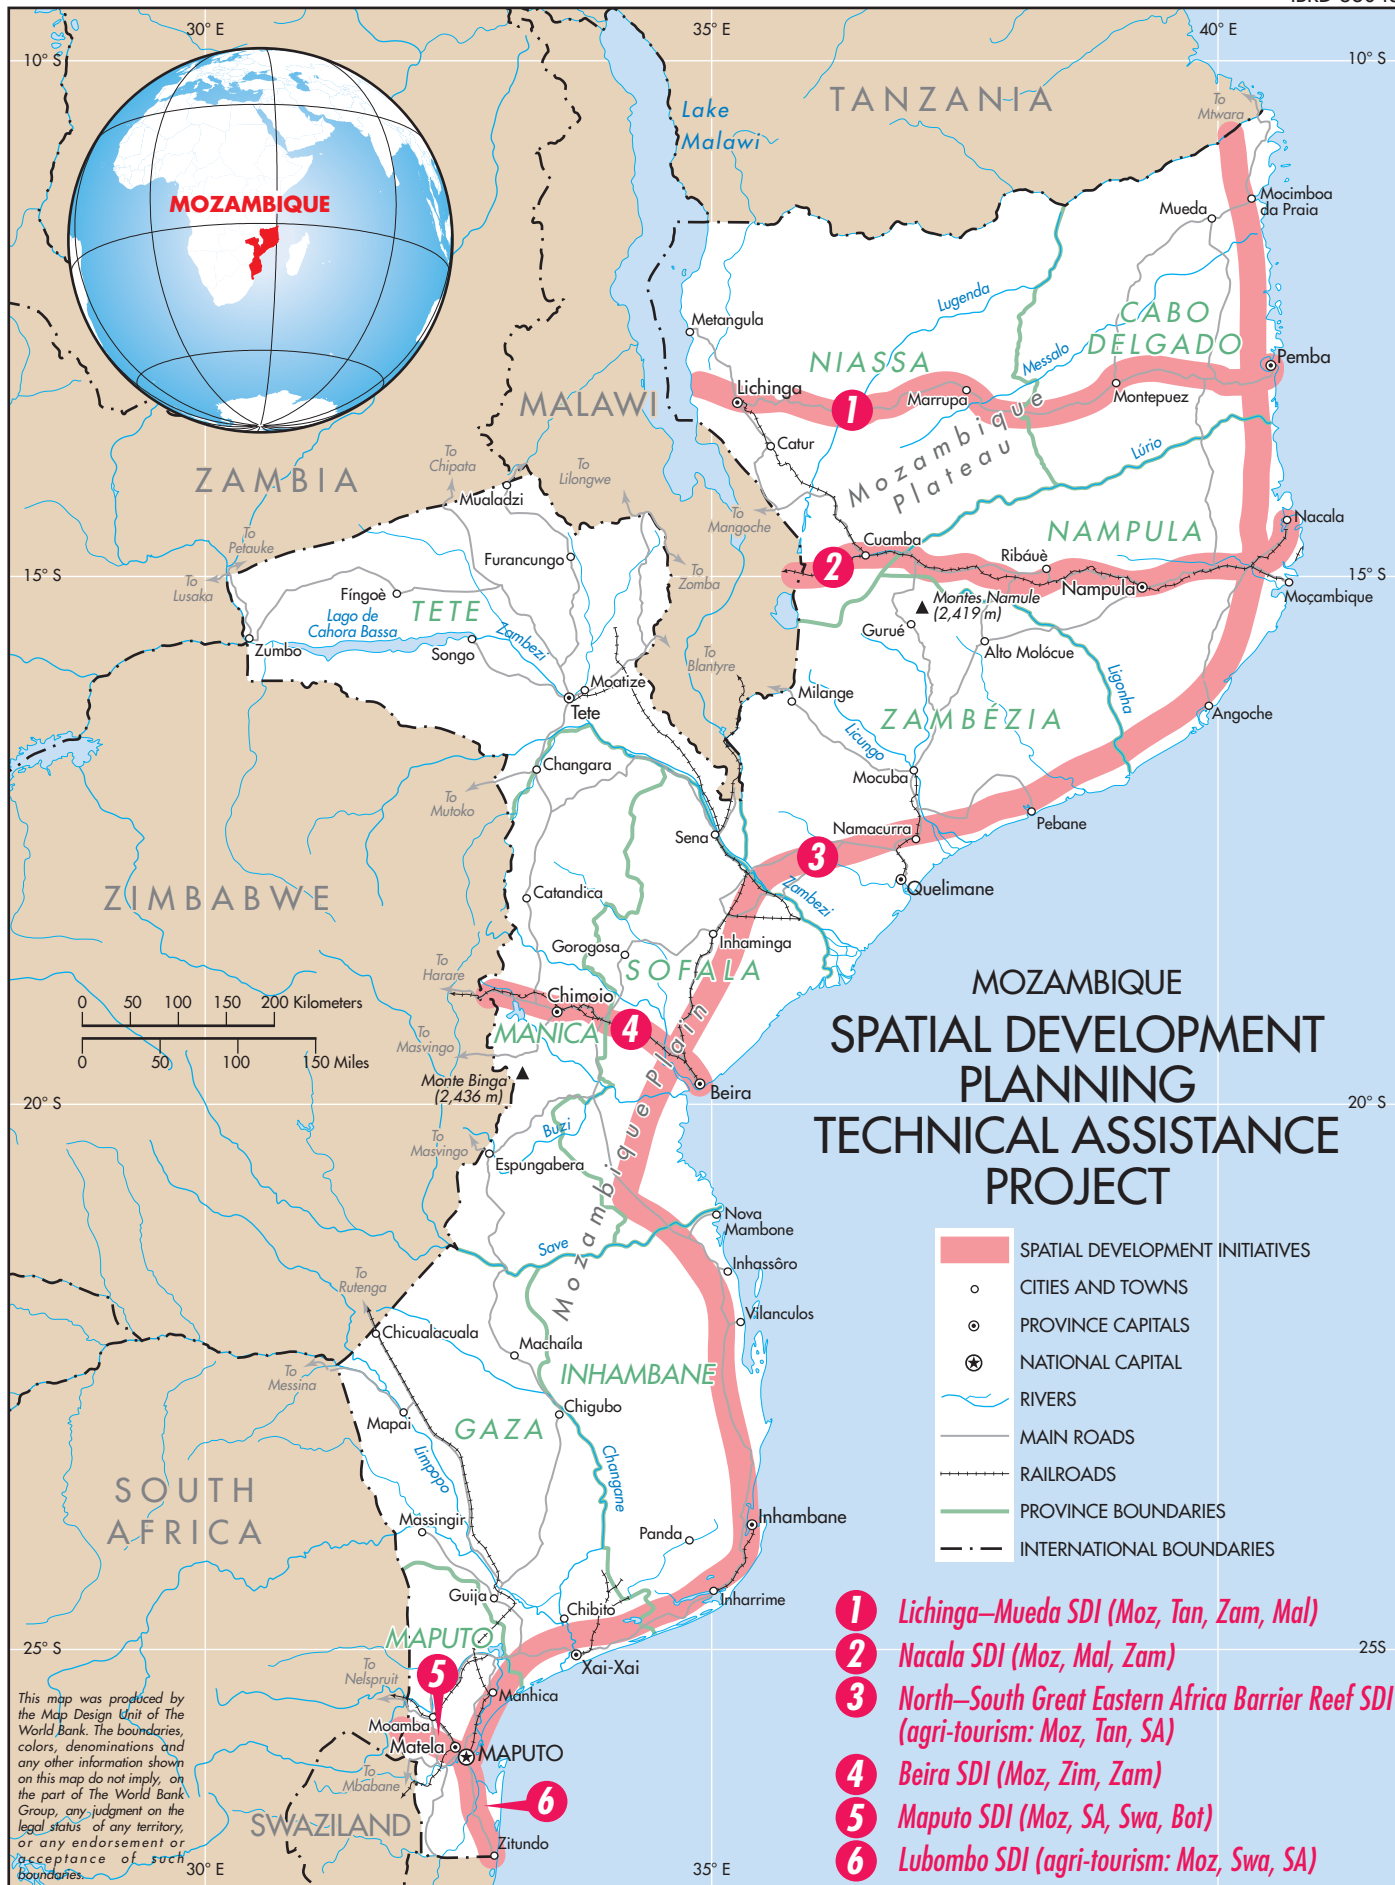 30° E
35° E
40° E
10° S
10° S
TANZANIA
To
Mtwara
Lake
Malawi
MOZAMBIQUE
Mocimboa
da Praia
Mueda
Lugenda
CABO
DELGADO
Metangula
NIASSA
Messalo
Pemba
Lichinga
1
Marrupa
Montepuez
MALAWI
Catur
Mozambique
Plateau
Lúrio
To
Chipata
To
Lilongwe
ZAMBIA
Mualadzi
To
Mangoche
Nacala
NAMPULA
Cuamba
To
Petauke
Furancungo
Ribáuè
2
To
Zomba
15° S
15° S
To
Lusaka
Fíngoè
Nampula
Moçambique
Montes Namule
(2,419 m)
TETE
Lago de
Cahora Bassa
Zambezi
Gurué
Zumbo
Songo
To
Blantyre
Alto Molócue
Moatize
Milange
Ligonha
Tete
ZAMBÉZIA
Angoche
Licungo
Changara
Mocuba
To
Mutoko
Sena
Namacurra
Pebane
3
ZIMBABWE
Catandica
Zambezi
Quelimane
Gorogosa
Inhaminga
SOFALA
To
Harare
0 50 100 150 200 Kilometers
0 50 100 150 Miles
Chimoio
4
MANICA
To
Masvingo
Monte Binga
(2,436 m)
Beira
20° S
20° S
Buzi
To
Masvingo
Espungabera
Mozambique Plain
Nova
Mambone
Save
Inhassôro
To
Rutenga
Vilanculos
Chicualacuala
Machaíla
To
Messina
INHAMBANE
Mapai
Chigubo
GAZA
Limpopo
Changane
SOUTH
AFRICA
Massingir
Panda
Inhambane
Guija
Chibito
Inharrime
MAPUTO
25° S
25S
Xai-Xai
To
Nelspruit
5
Manhica
Moamba
Matela
MAPUTO
To
Mbabane
6
SWAZILAND
Zitundo
30° E
35° E
MOZAMBIQUE
SPATIAL DEVELOPMENT
PLANNING
TECHNICAL ASSISTANCE
PROJECT
SPATIAL DEVELOPMENT INITIATIVES
CITIES AND TOWNS
PROVINCE CAPITALS
NATIONAL CAPITAL
RIVERS
MAIN ROADS
RAILROADS
PROVINCE BOUNDARIES
INTERNATIONAL BOUNDARIES
1 Lichinga–Mueda SDI (Moz, Tan, Zam, Mal)
2 Nacala SDI (Moz, Mal, Zam)
3 North–South Great Eastern Africa Barrier Reef SDI
(agri-tourism: Moz, Tan, SA)
4 Beira SDI (Moz, Zim, Zam)
5 Maputo SDI (Moz, SA, Swa, Bot)
6 Lubombo SDI (agri-tourism: Moz, Swa, SA)
This map was produced by
the Map Design Unit of The
World Bank. The boundaries,
colors, denominations and
any other information shown
on this map do not imply, on
the part of The World Bank
Group, any judgment on the
legal status of any territory,
or any endorsement or
acceptance of such
boundaries.